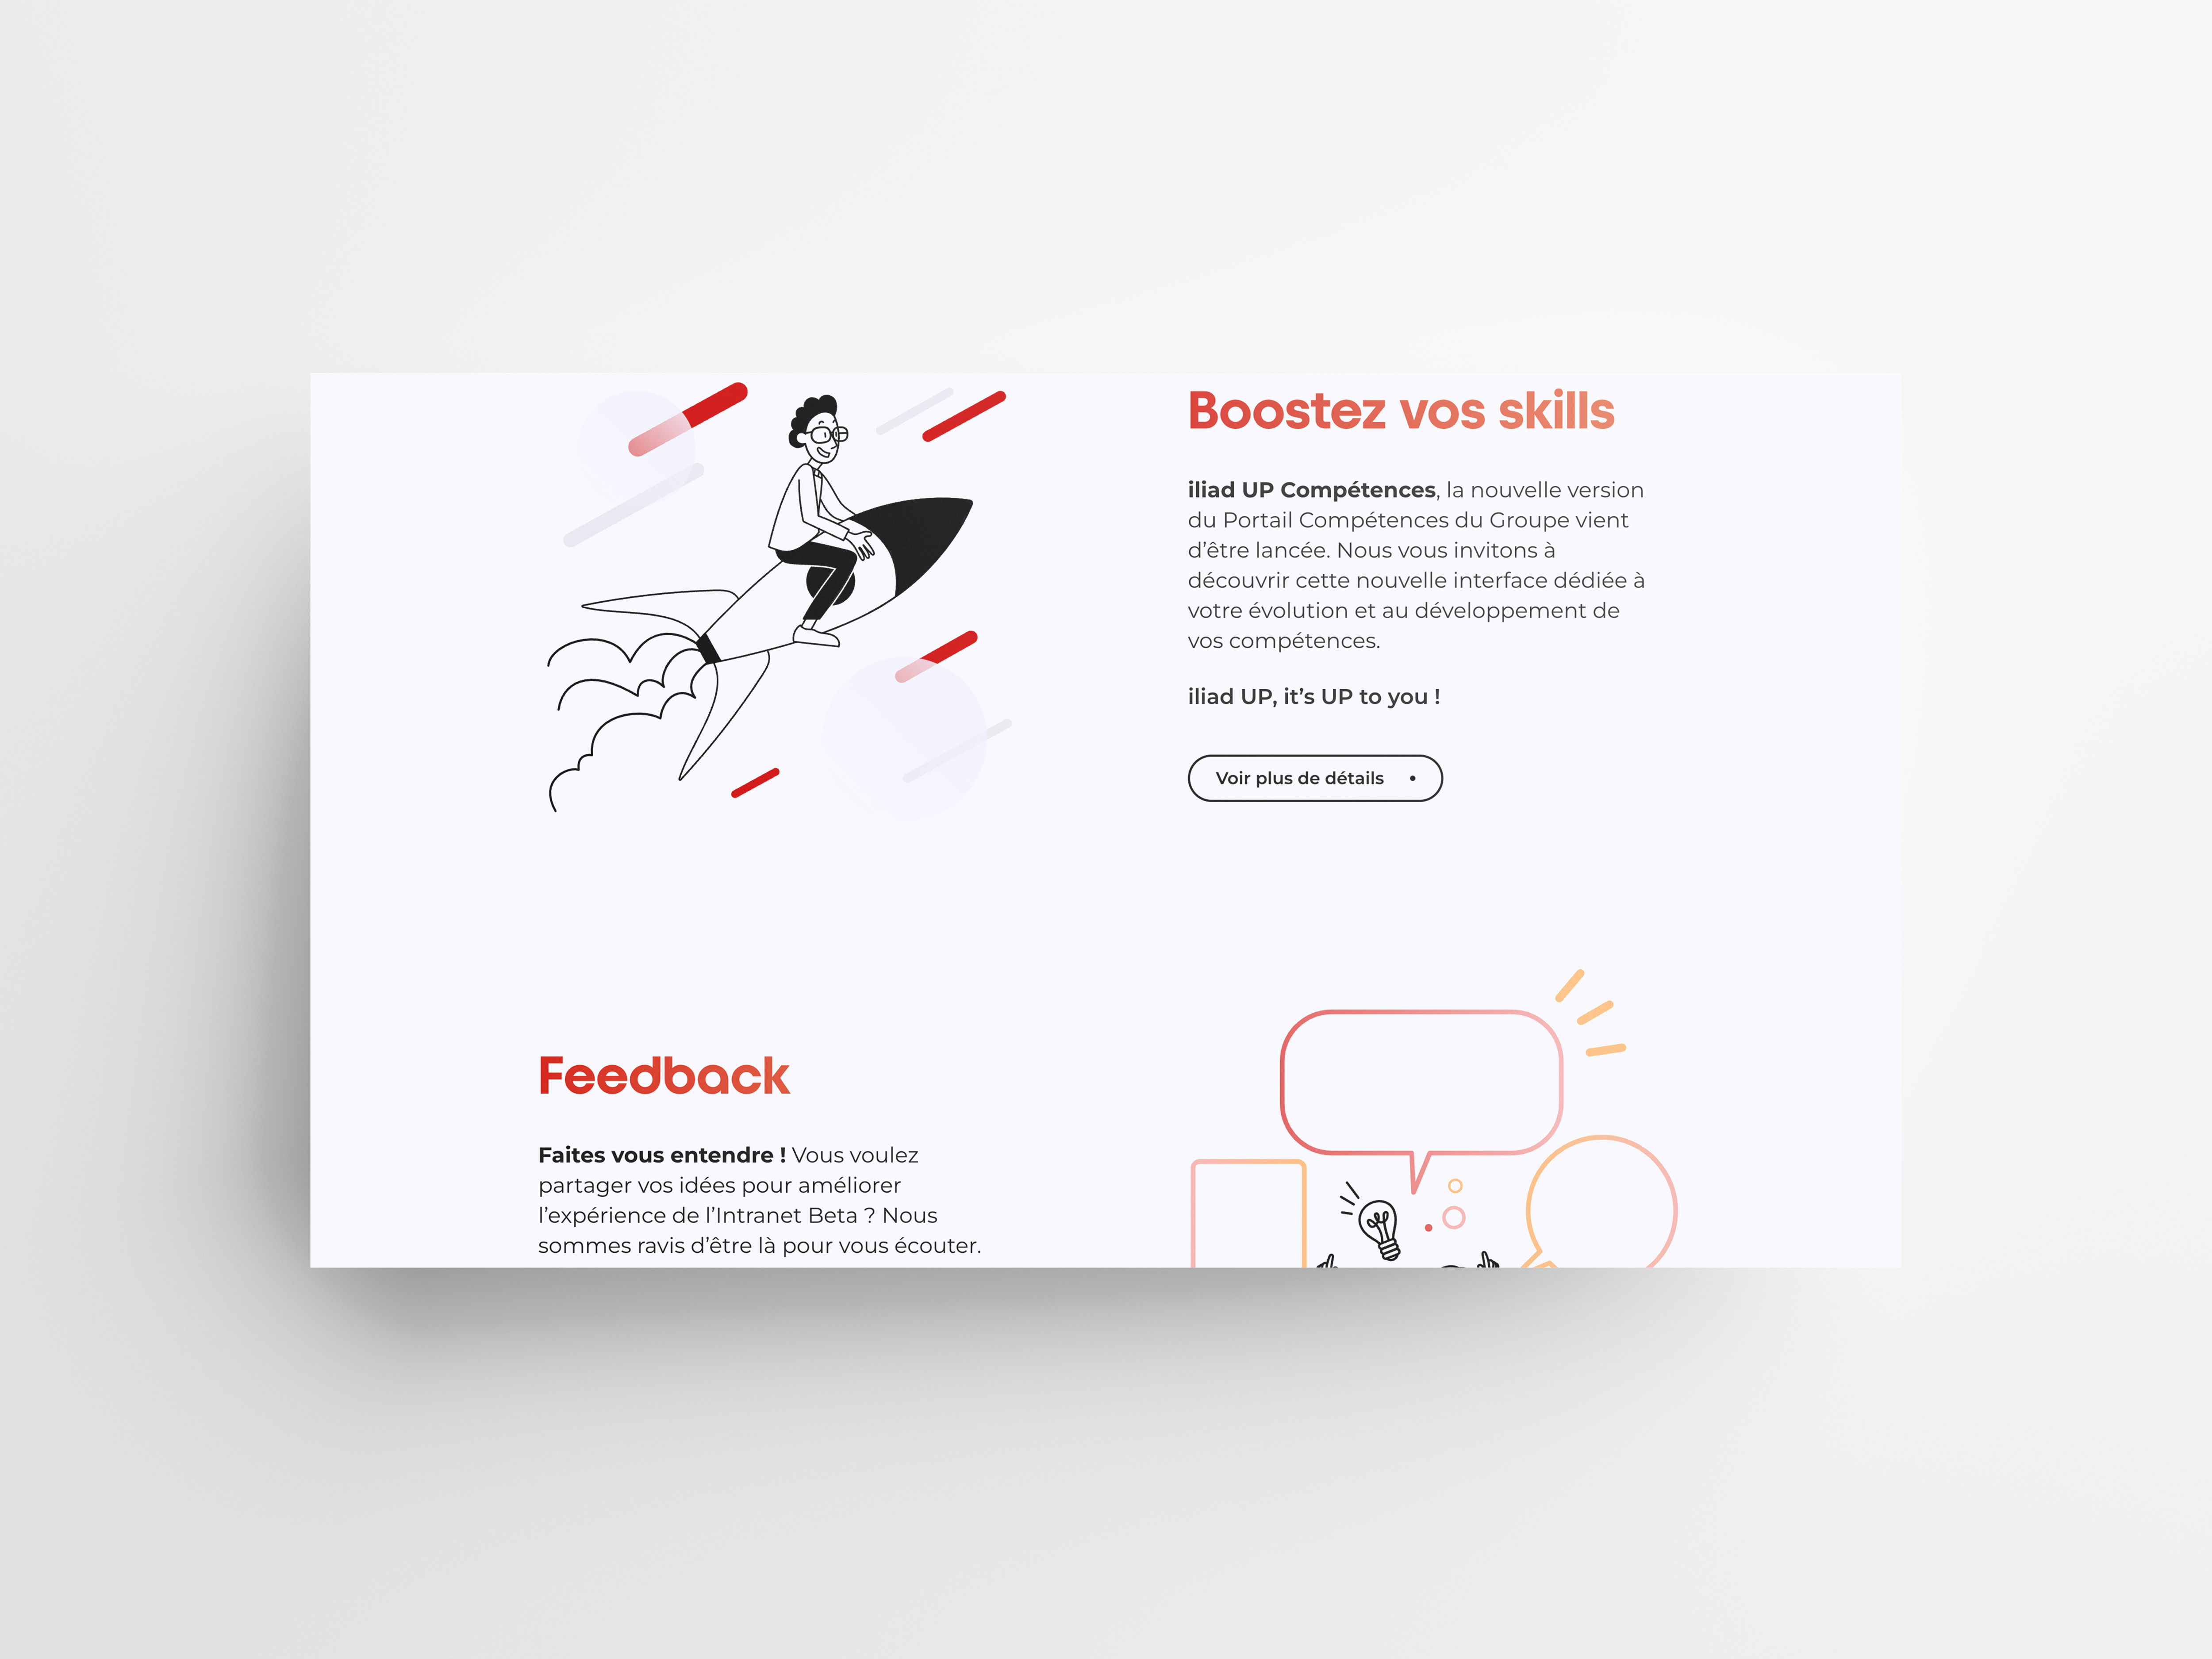 Boostez vos skills
iliad UP Compétences, la nouvelle version
du Portail Compétences du Groupe vient
d’être lancée. Nous vous invitons à
découvrir cette nouvelle interface dédiée à
votre évolution et au développement de
vos compétences.
iliad UP, it’s UP to you !
Voir plus de détails •
Feedback
Faites vous entendre ! Vous voulez
partager vos idées pour améliorer
l’expérience de l’Intranet Beta ? Nous
sommes ravis d’être là pour vous écouter.